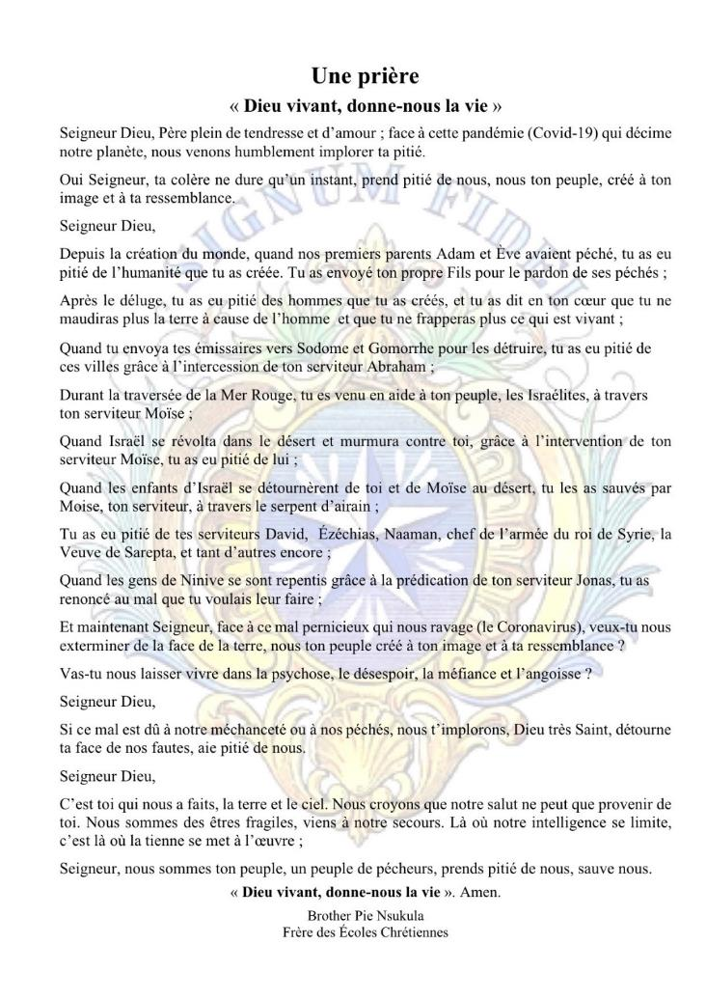 Une prière
« Dieu vivant, donne-nous la vie »
Seigneur Dieu, Père plein de tendresse et d’amour ; face à cette pandémie (Covid-19) qui décime
notre planète, nous venons humblement implorer ta pitié.
Oui Seigneur, ta colère ne dure qu’un instant, prend pitié de nous, nous ton peuple, créé à ton
image et à ta ressemblance.
SIGNUM FIDEI
Seigneur Dieu,
Depuis la création du monde, quand nos premiers parents Adam et Ève avaient péché, tu as eu
pitié de l’humanité que tu as créée. Tu as envoyé ton propre Fils pour le pardon de ses péchés ;
Après le déluge, tu as eu pitié des hommes que tu as créés, et tu as dit en ton cœur que tu ne
maudiras plus la terre à cause de l’homme et que tu ne frapperas plus ce qui est vivant ;
Quand tu envoya tes émissaires vers Sodome et Gomorrhe pour les détruire, tu as eu pitié de
ces villes grâce à l’intercession de ton serviteur Abraham ;
Durant la traversée de la Mer Rouge, tu es venu en aide à ton peuple, les Israélites, à travers
ton serviteur Moïse ;
Quand Israël se révolta dans le désert et murmura contre toi, grâce à l’intervention de ton
serviteur Moïse, tu as eu pitié de lui ;
Quand les enfants d’Israël se détournèrent de toi et de Moïse au désert, tu les as sauvés par
Moise, ton serviteur, à travers le serpent d’airain ;
Tu as eu pitié de tes serviteurs David, Ézéchias, Naaman, chef de l’armée du roi de Syrie, la
Veuve de Sarepta, et tant d’autres encore ;
Quand les gens de Ninive se sont repentis grâce à la prédication de ton serviteur Jonas, tu as
renoncé au mal que tu voulais leur faire ;
Et maintenant Seigneur, face à ce mal pernicieux qui nous ravage (le Coronavirus), veux-tu nous
exterminer de la face de la terre, nous ton peuple créé à ton image et à ta ressemblance ?
Vas-tu nous laisser vivre dans la psychose, le désespoir, la méfiance et l’angoisse ?
Seigneur Dieu,
Si ce mal est dû à notre méchanceté ou à nos péchés, nous t’implorons, Dieu très Saint, détourne
ta face de nos fautes, aie pitié de nous.
Seigneur Dieu,
C’est toi qui nous a faits, la terre et le ciel. Nous croyons que notre salut ne peut que provenir de
toi. Nous sommes des êtres fragiles, viens à notre secours. Là où notre intelligence se limite,
c’est là où la tienne se met à l’œuvre ;
Seigneur, nous sommes ton peuple, un peuple de pécheurs, prends pitié de nous, sauve nous.
« Dieu vivant, donne-nous la vie ». Amen.
Brother Pie Nsukula
Frère des Écoles Chrétiennes